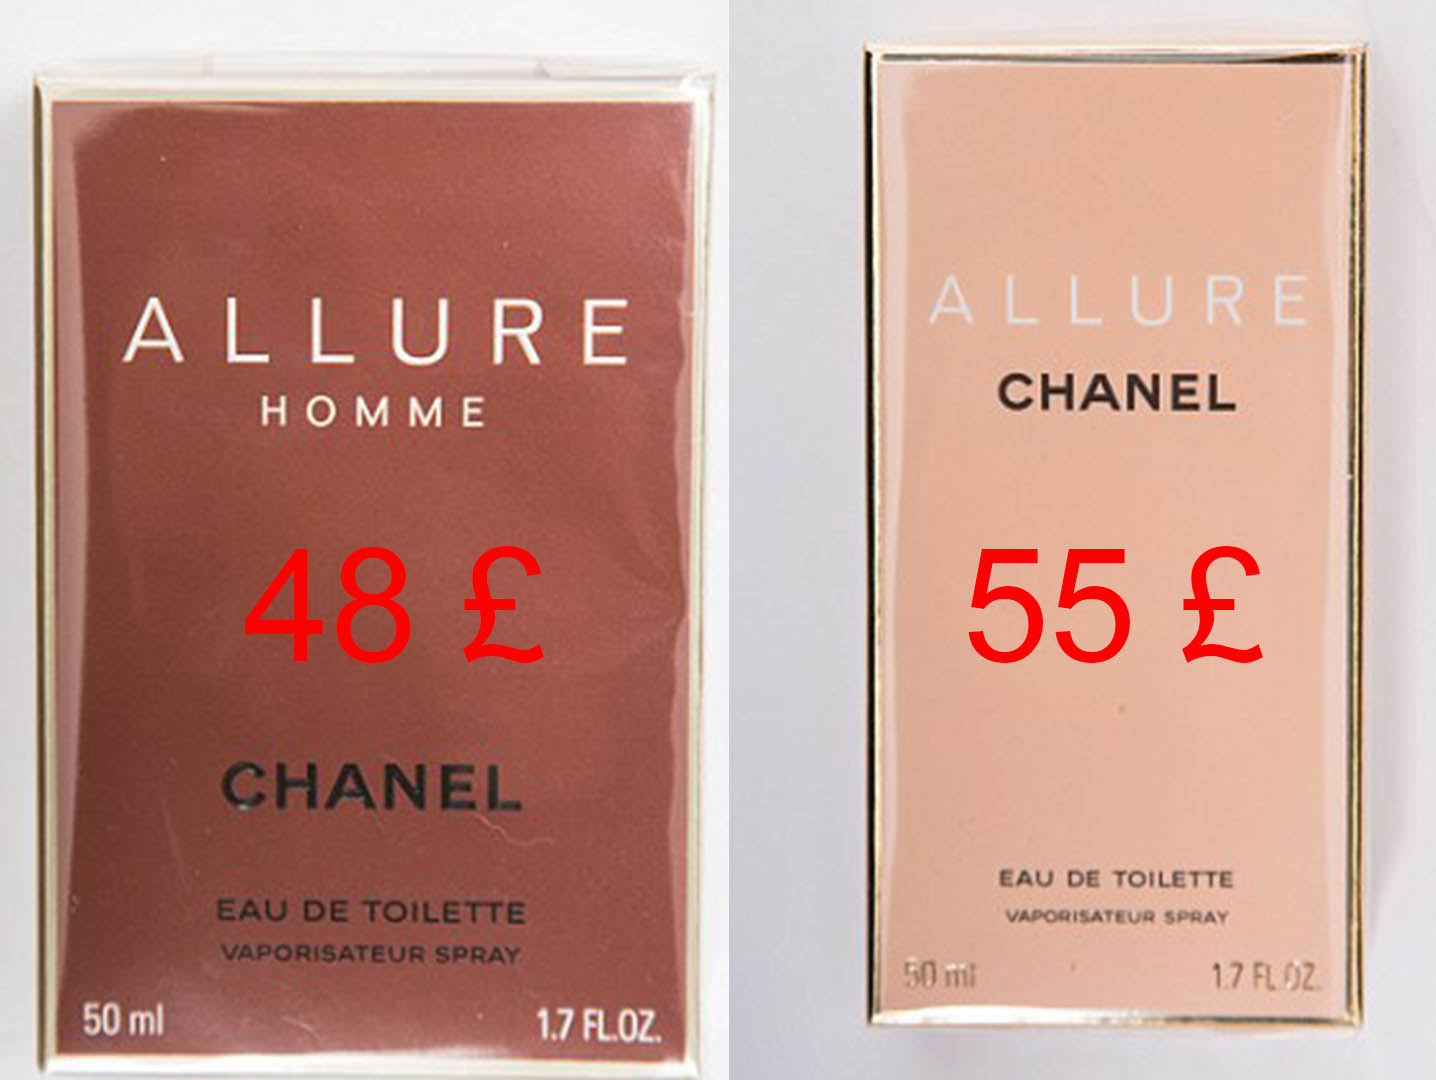 ALLURE
HOMME
48 £
CHANEL
EAU DE TOILETTE
VAPORISATEUR SPRAY
50 ml 1.7 FL.OZ.
ALLURE
CHANEL
55 £
EAU DE TOILETTE
VAPORISATEUR SPRAY
50 ml 1.7 FL.OZ.